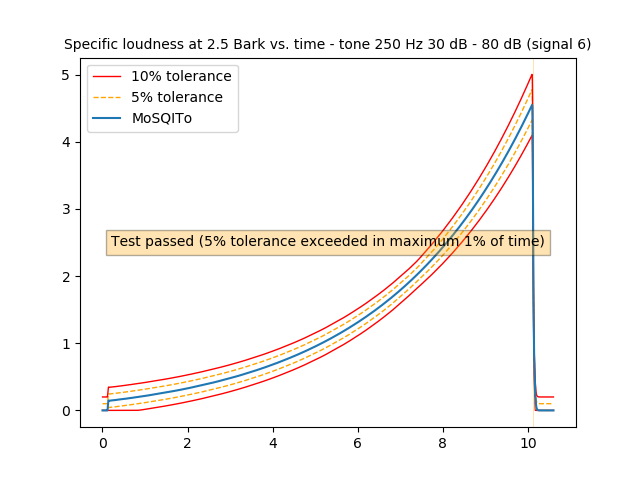 Specific loudness at 2.5 Bark vs. time - tone 250 Hz 30 dB - 80 dB (signal 6)
10% tolerance
5% tolerance
MoSQITo
Test passed (5% tolerance exceeded in maximum 1% of time)
5
4
3
2
1
0
0 2 4 6 8 10